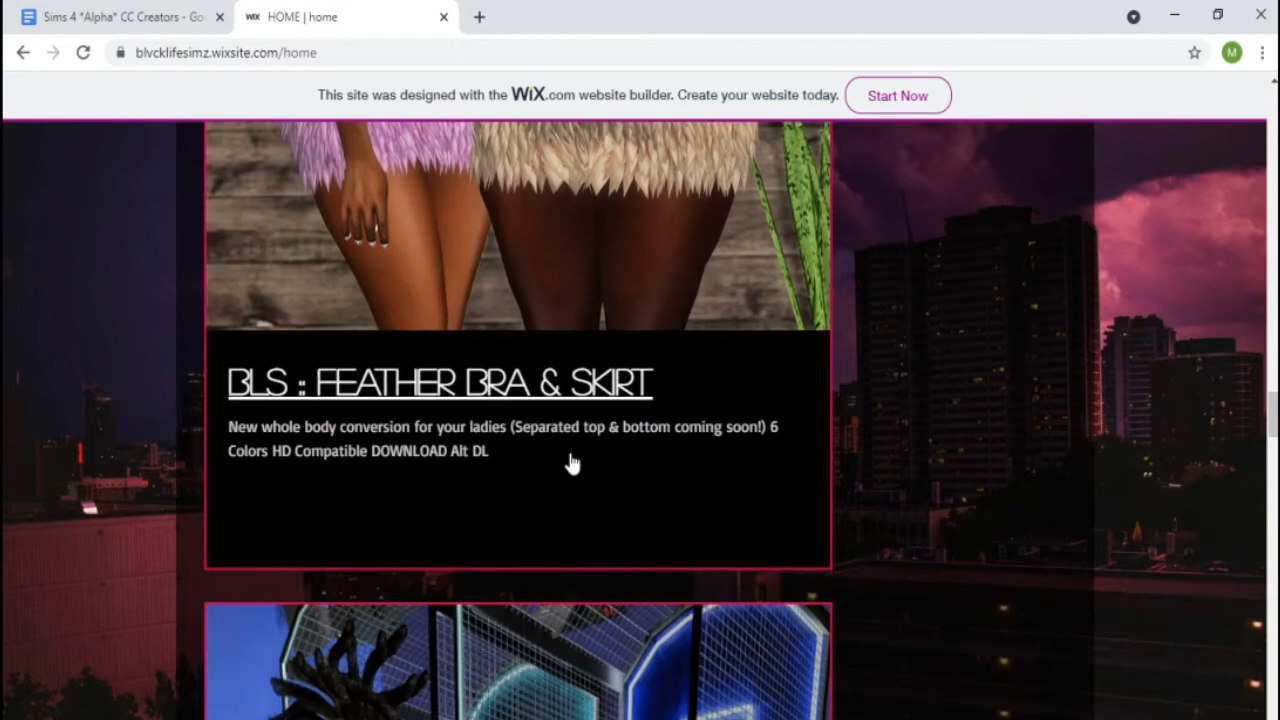 Sims 4 "Alpha" CC Creators - Go
WiX HOME | home
blvcklifesimz.wixsite.com/home
M
This site was designed with the WiX.com website builder. Create your website today.
Start Now
BLS :: FEATHER BRA & SKIRT
New whole body conversion for your ladies (Separated top & bottom coming soon!) 6
Colors HD Compatible DOWNLOAD Alt DL